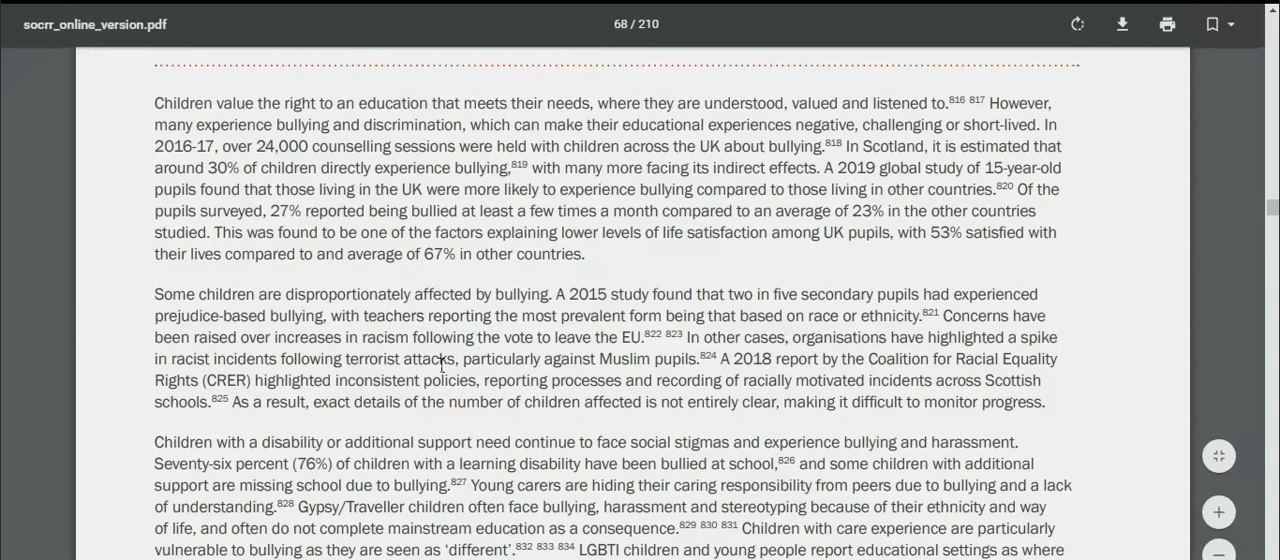 socrr_online_version.pdf
68 / 210
Children value the right to an education that meets their needs, where they are understood, valued and listened to.816 817 However,
many experience bullying and discrimination, which can make their educational experiences negative, challenging or short-lived. In
2016-17, over 24,000 counselling sessions were held with children across the UK about bullying.818 In Scotland, it is estimated that
around 30% of children directly experience bullying,819 with many more facing its indirect effects. A 2019 global study of 15-year-old
pupils found that those living in the UK were more likely to experience bullying compared to those living in other countries.820 Of the
pupils surveyed, 27% reported being bullied at least a few times a month compared to an average of 23% in the other countries
studied. This was found to be one of the factors explaining lower levels of life satisfaction among UK pupils, with 53% satisfied with
their lives compared to and average of 67% in other countries.
Some children are disproportionately affected by bullying. A 2015 study found that two in five secondary pupils had experienced
prejudice-based bullying, with teachers reporting the most prevalent form being that based on race or ethnicity.821 Concerns have
been raised over increases in racism following the vote to leave the EU.822 823 In other cases, organisations have highlighted a spike
in racist incidents following terrorist attacks, particularly against Muslim pupils.824 A 2018 report by the Coalition for Racial Equality
Rights (CRER) highlighted inconsistent policies, reporting processes and recording of racially motivated incidents across Scottish
schools.825 As a result, exact details of the number of children affected is not entirely clear, making it difficult to monitor progress.
Children with a disability or additional support need continue to face social stigmas and experience bullying and harassment.
Seventy-six percent (76%) of children with a learning disability have been bullied at school,826 and some children with additional
support are missing school due to bullying.827 Young carers are hiding their caring responsibility from peers due to bullying and a lack
of understanding.828 Gypsy/Traveller children often face bullying, harassment and stereotyping because of their ethnicity and way
of life, and often do not complete mainstream education as a consequence.829 830 831 Children with care experience are particularly
vulnerable to bullying as they are seen as ‘different’.832 833 834 LGBTI children and young people report educational settings as where